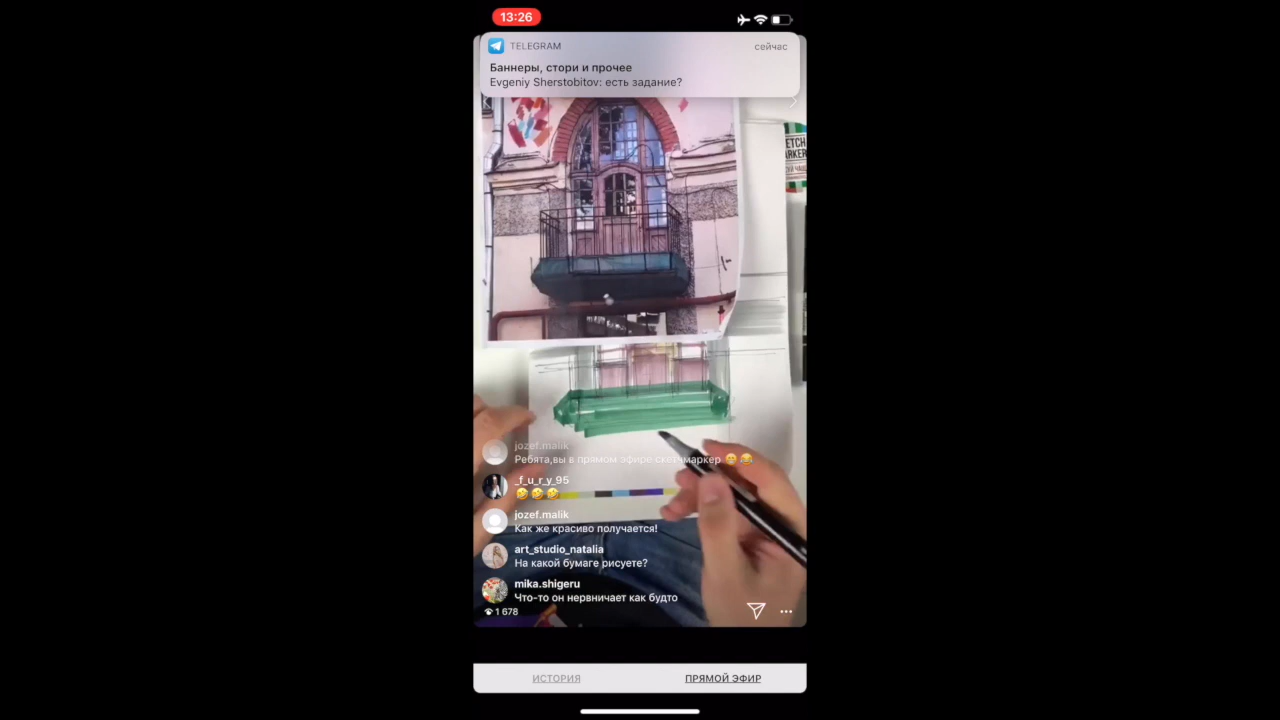 13:26
TELEGRAM
сейчас
Баннеры, стори и прочее
Evgeniy Sherstobitov: есть задание?
ETCH
ARKER
jozef.malik
Ребята,вы в прямом эфире скетчмаркер 😁😂
_f_u_r_y_95
🤣🤣🤣
jozef.malik
Как же красиво получается!
art_studio_natalia
На какой бумаге рисуете?
mika.shigeru
Что-то он нервничает как будто
1 678
ИСТОРИЯ
ПРЯМОЙ ЭФИР